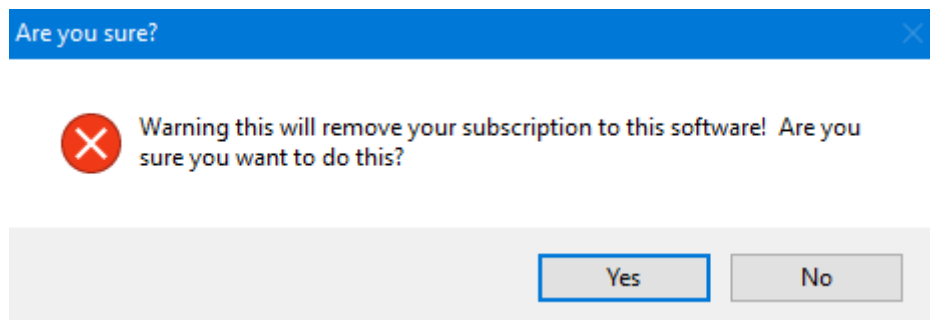 Are you sure?
Warning this will remove your subscription to this software!  Are you
sure you want to do this?
Yes
No